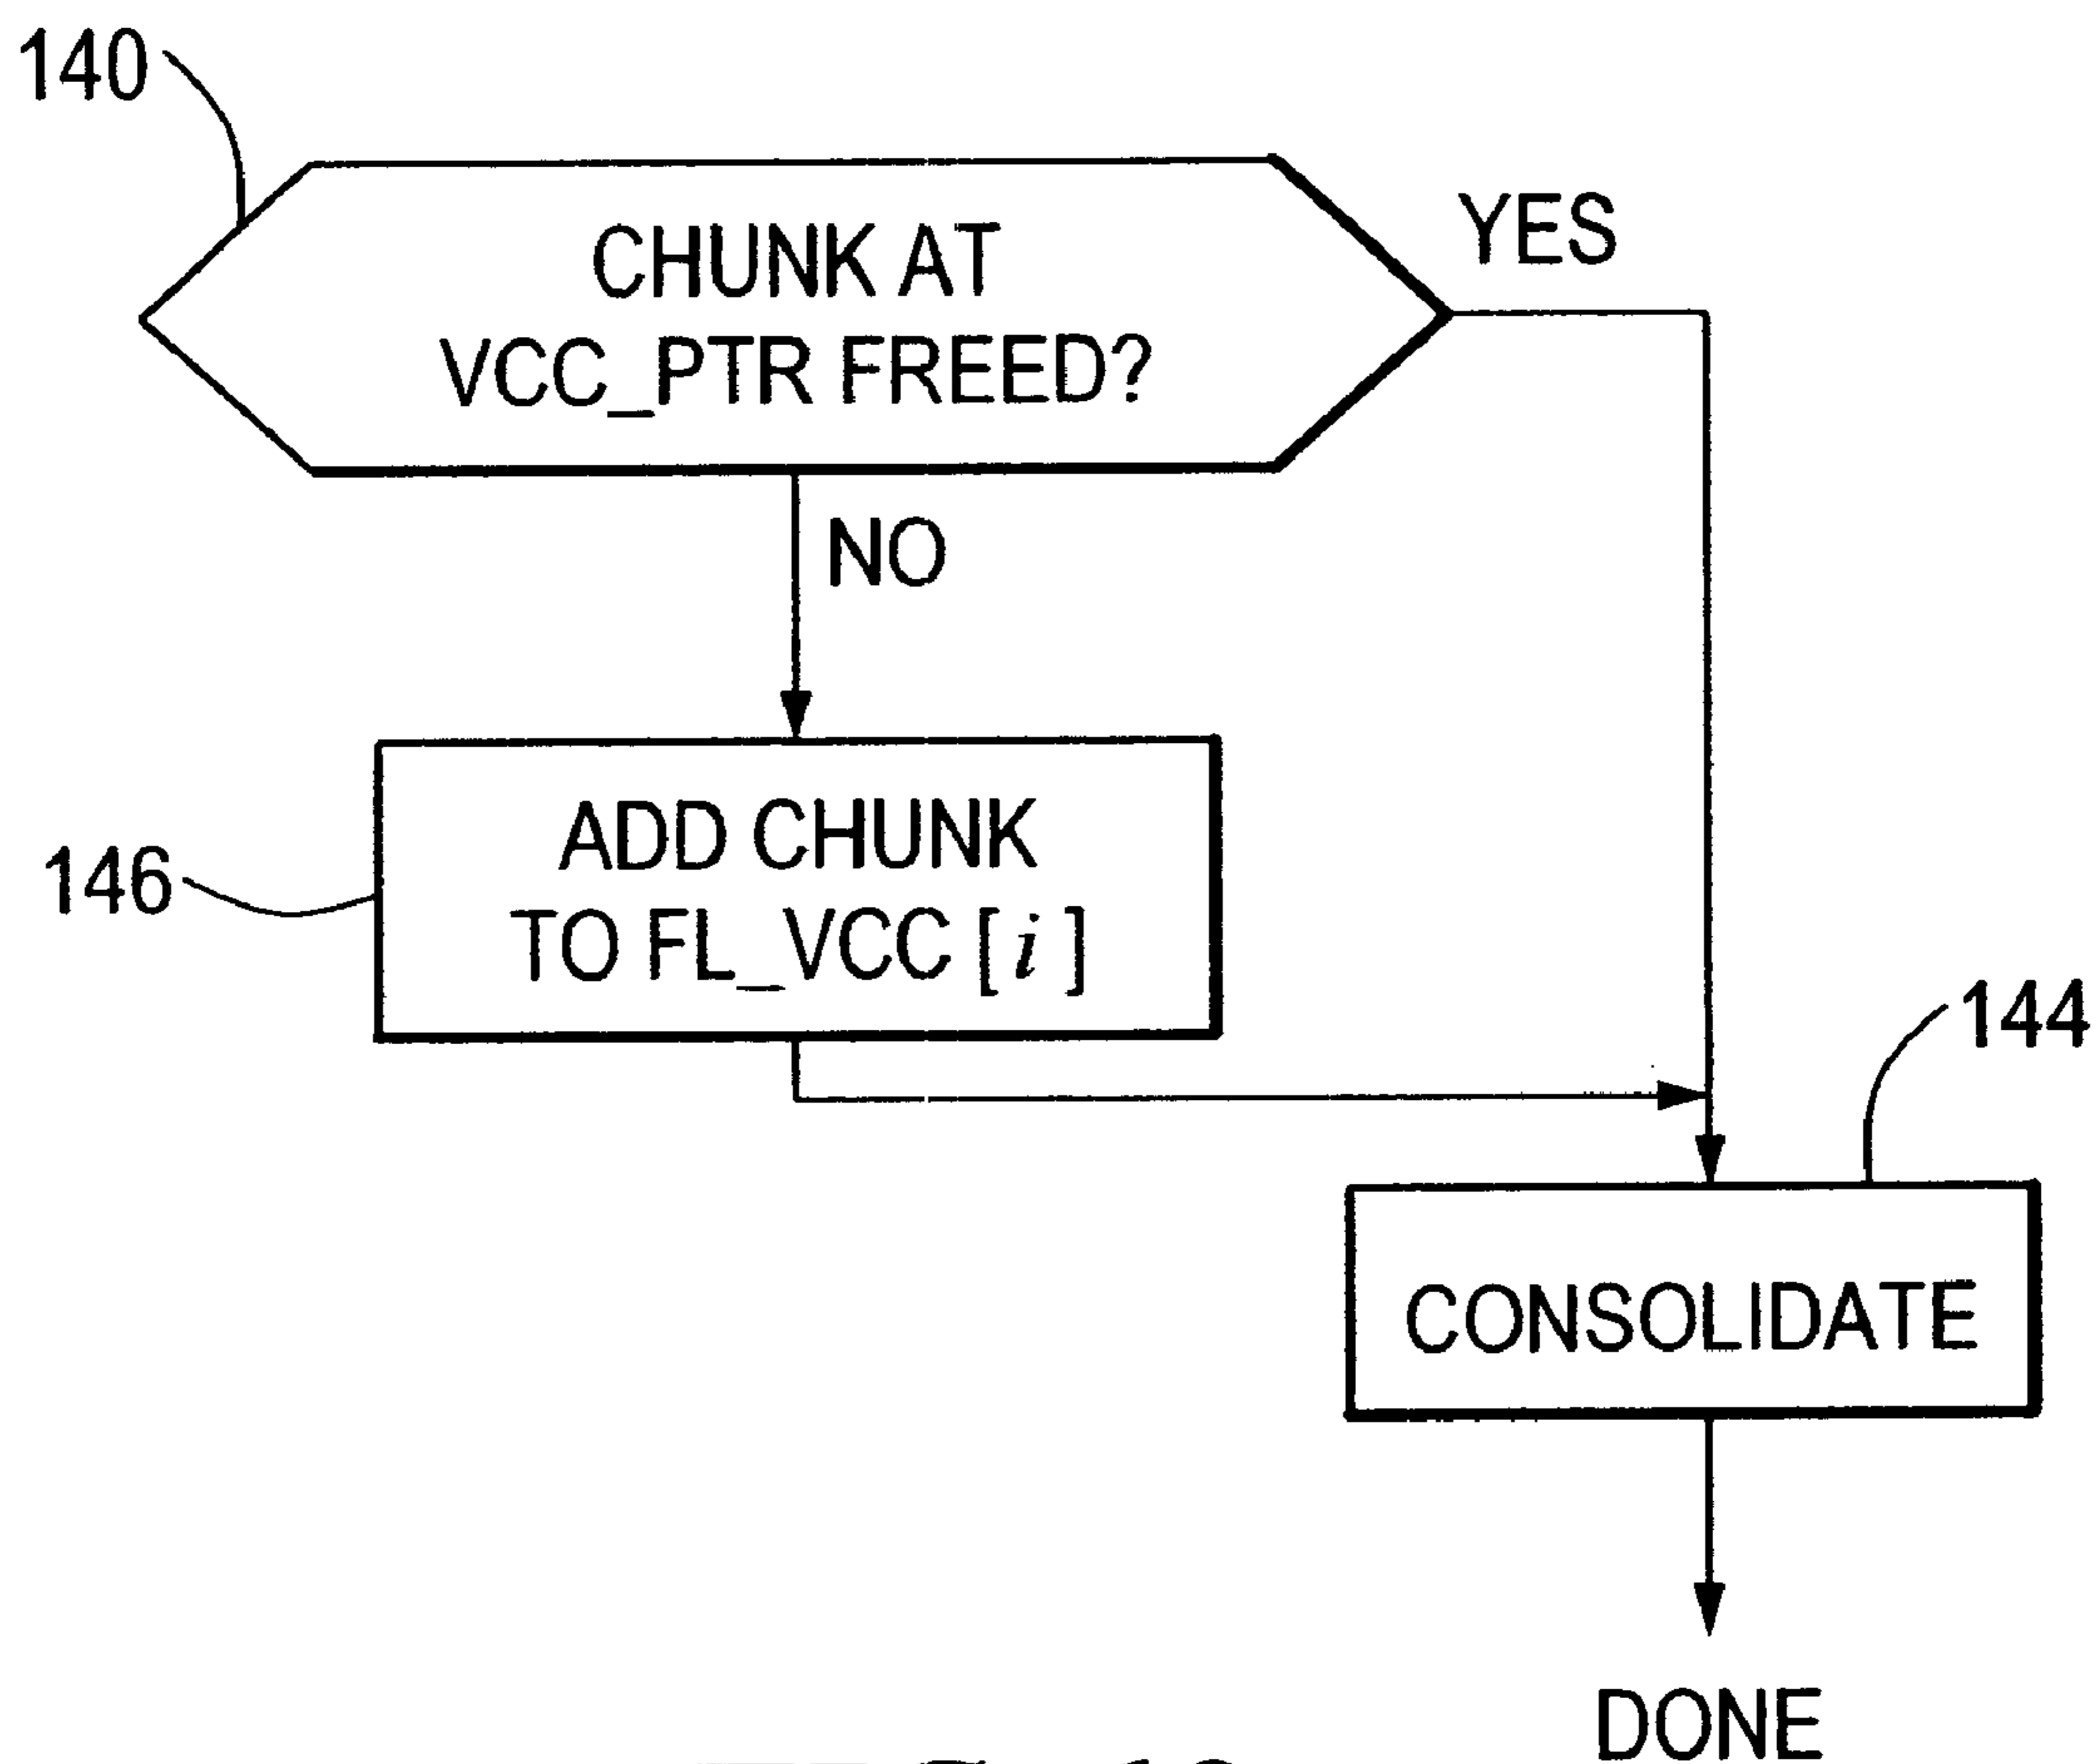 140
CHUNK AT
VCC_PTR FREED?
YES
NO
ADD CHUNK
TO FL_VCC [i]
146
144
CONSOLIDATE
DONE